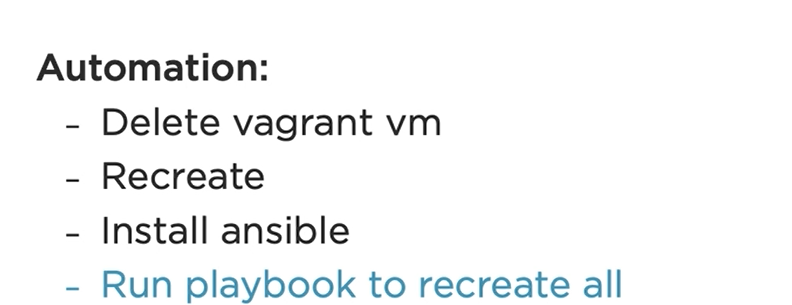 Automation:
- Delete vagrant vm
- Recreate
- Install ansible
- Run playbook to recreate all